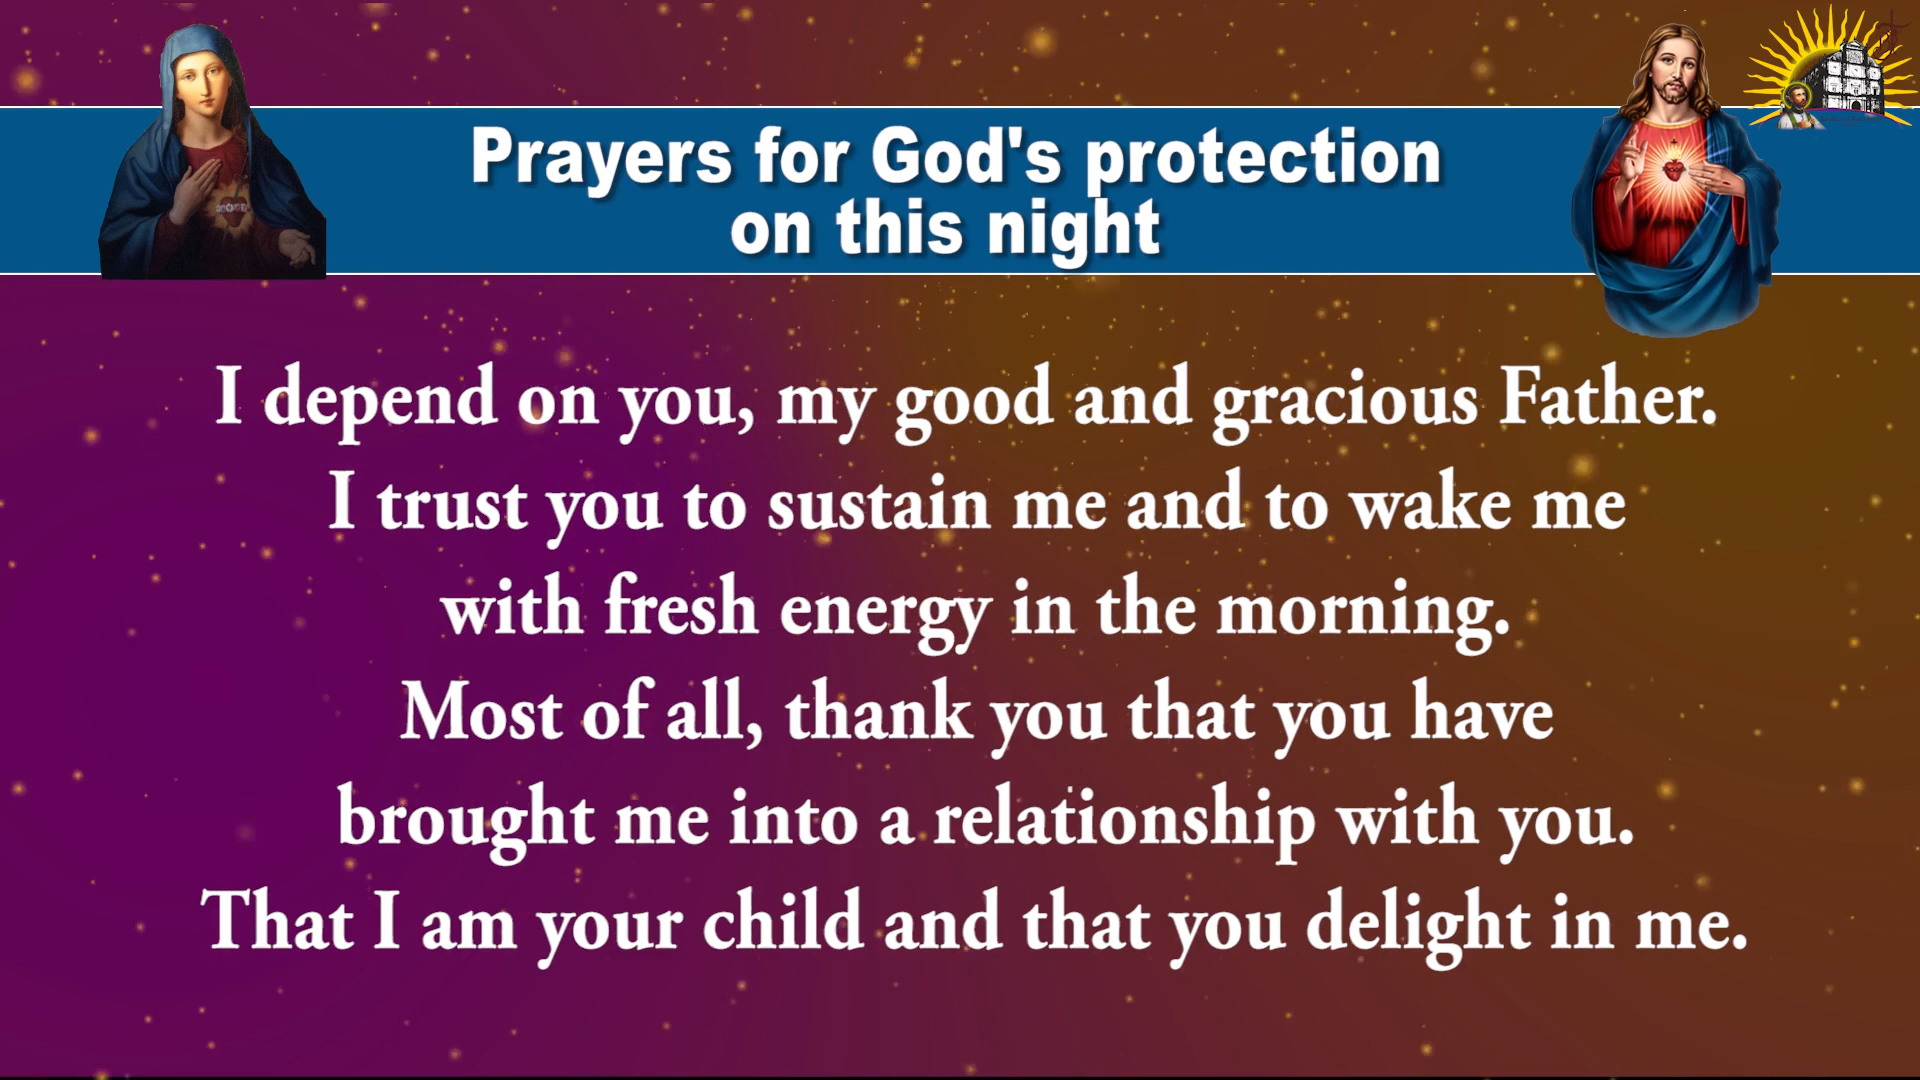 Prayers for God's protection
on this night
I depend on you, my good and gracious Father.
I trust you to sustain me and to wake me
with fresh energy in the morning.
Most of all, thank you that you have
brought me into a relationship with you.
That I am your child and that you delight in me.